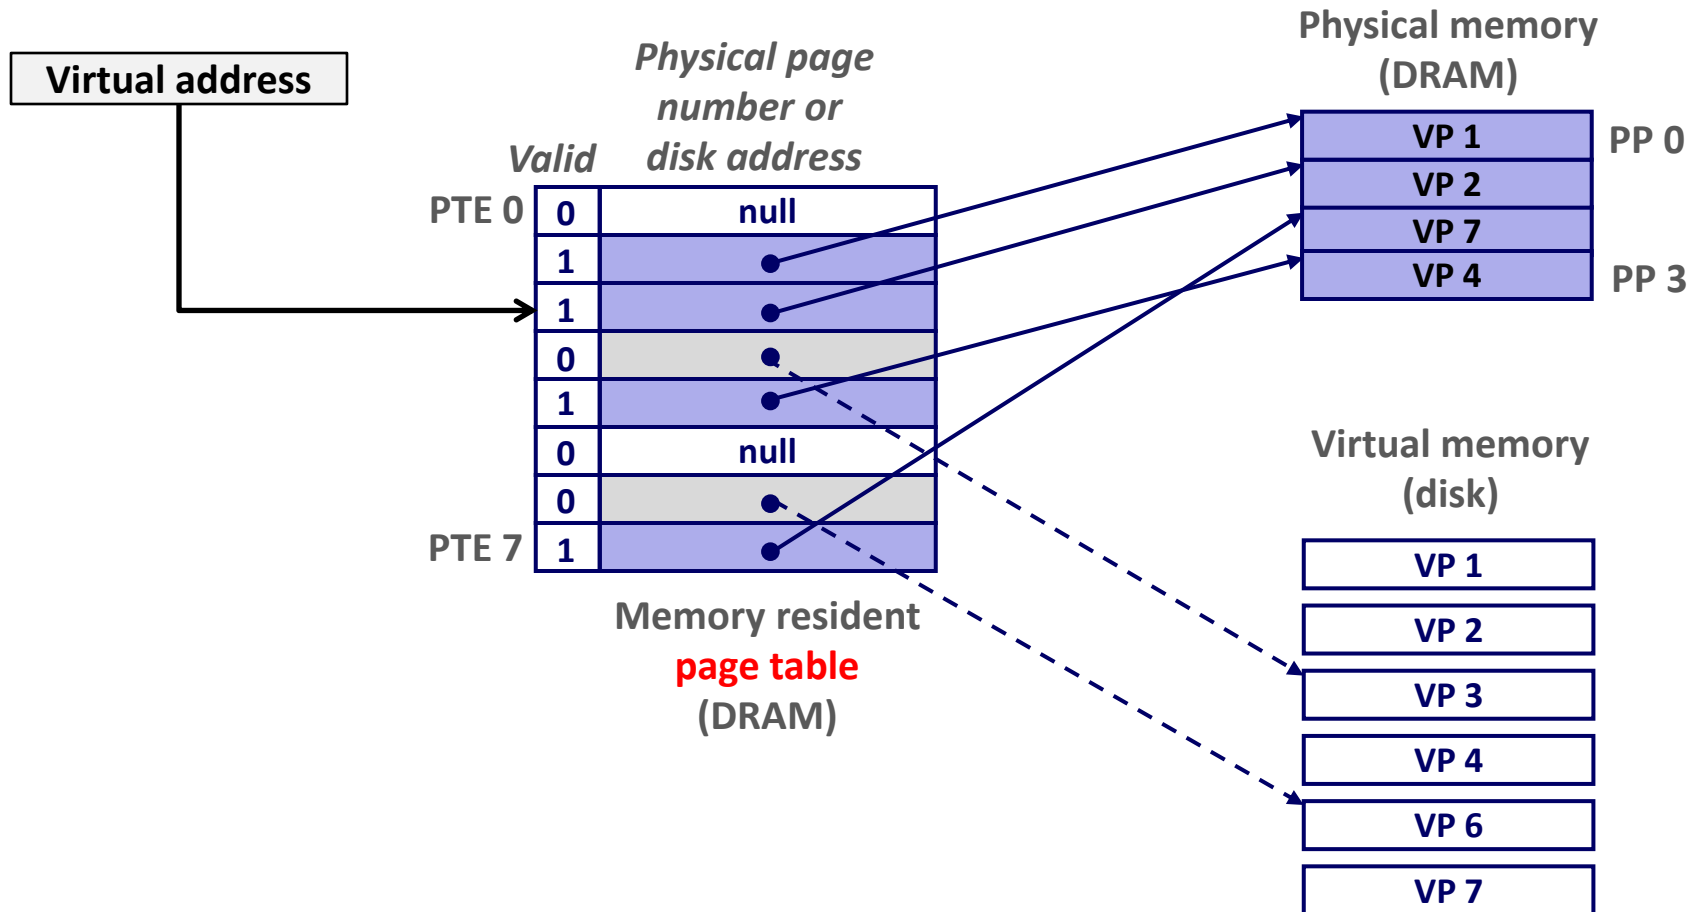 Virtual address
Physical page
number or
disk address
Valid
PTE 0
0
null
1
1
0
1
0
null
0
PTE 7
1
Memory resident
page table
(DRAM)
Physical memory
(DRAM)
VP 1
PP 0
VP 2
VP 7
VP 4
PP 3
Virtual memory
(disk)
VP 1
VP 2
VP 3
VP 4
VP 6
VP 7